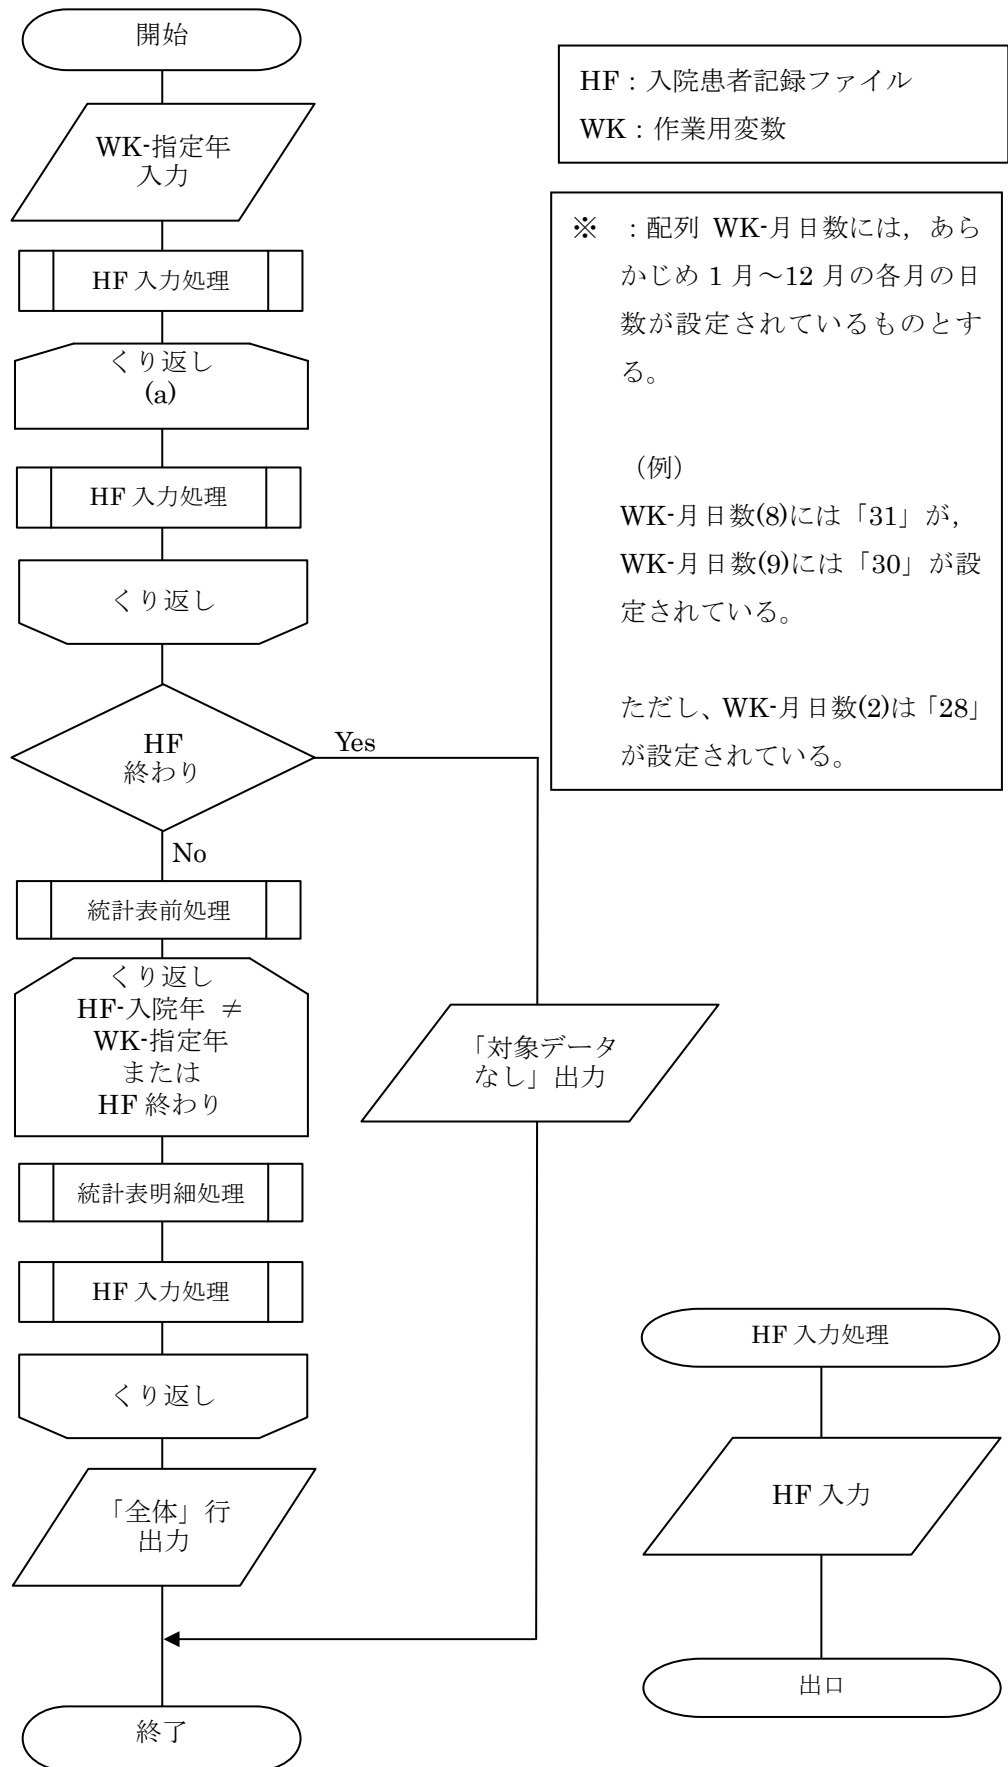 開始
WK-指定年
入力
HF 入力処理
くり返し
(a)
HF 入力処理
くり返し
HF
終わり
Yes
No
統計表前処理
くり返し
HF-入院年 ≠
WK-指定年
または
HF 終わり
統計表明細処理
HF 入力処理
くり返し
「全体」行
出力
終了
「対象データ
なし」出力
HF：入院患者記録ファイル
WK：作業用変数
※ ：配列 WK-月日数には，あら
かじめ 1 月～12 月の各月の日
数が設定されているものとす
る。
（例）
WK-月日数(8)には「31」が，
WK-月日数(9)には「30」が設
定されている。
ただし、WK-月日数(2)は「28」
が設定されている。
HF 入力処理
HF 入力
出口